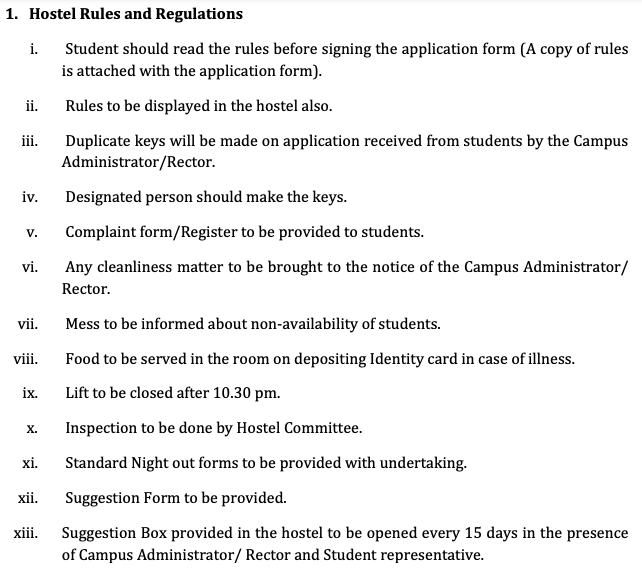 1. Hostel Rules and Regulations
i. Student should read the rules before signing the application form (A copy of rules
is attached with the application form).
ii. Rules to be displayed in the hostel also.
iii. Duplicate keys will be made on application received from students by the Campus
Administrator/Rector.
iv. Designated person should make the keys.
v. Complaint form/Register to be provided to students.
vi. Any cleanliness matter to be brought to the notice of the Campus Administrator/
Rector.
vii. Mess to be informed about non-availability of students.
viii. Food to be served in the room on depositing Identity card in case of illness.
ix. Lift to be closed after 10.30 pm.
x. Inspection to be done by Hostel Committee.
xi. Standard Night out forms to be provided with undertaking.
xii. Suggestion Form to be provided.
xiii. Suggestion Box provided in the hostel to be opened every 15 days in the presence
of Campus Administrator/ Rector and Student representative.